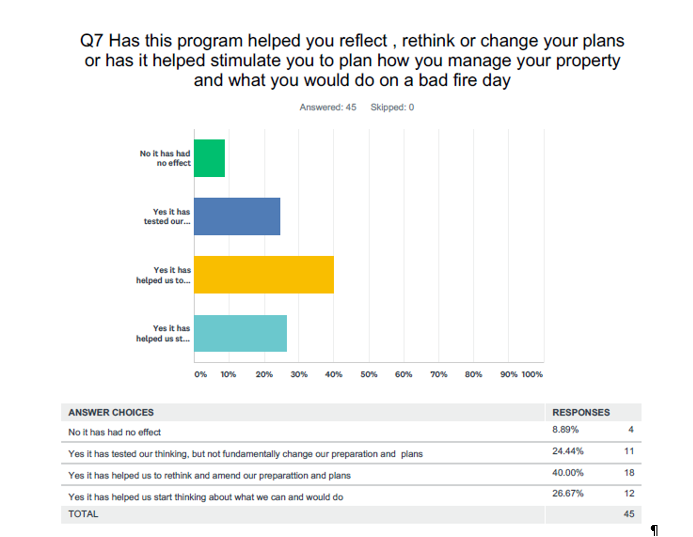 Q7 Has this program helped you reflect , rethink or change your plans
or has it helped stimulate you to plan how you manage your property
and what you would do on a bad fire day
Answered: 45 Skipped: 0
No it has had
no effect
Yes it has
tested our...
Yes it has
helped us to...
Yes it has
helped us st...
0% 10% 20% 30% 40% 50% 60% 70% 80% 90% 100%
ANSWER CHOICES RESPONSES
No it has had no effect 8.89% 4
Yes it has tested our thinking, but not fundamentally change our preparation and plans 24.44% 11
Yes it has helped us to rethink and amend our preparattion and plans 40.00% 18
Yes it has helped us start thinking about what we can and would do 26.67% 12
TOTAL 45
¶